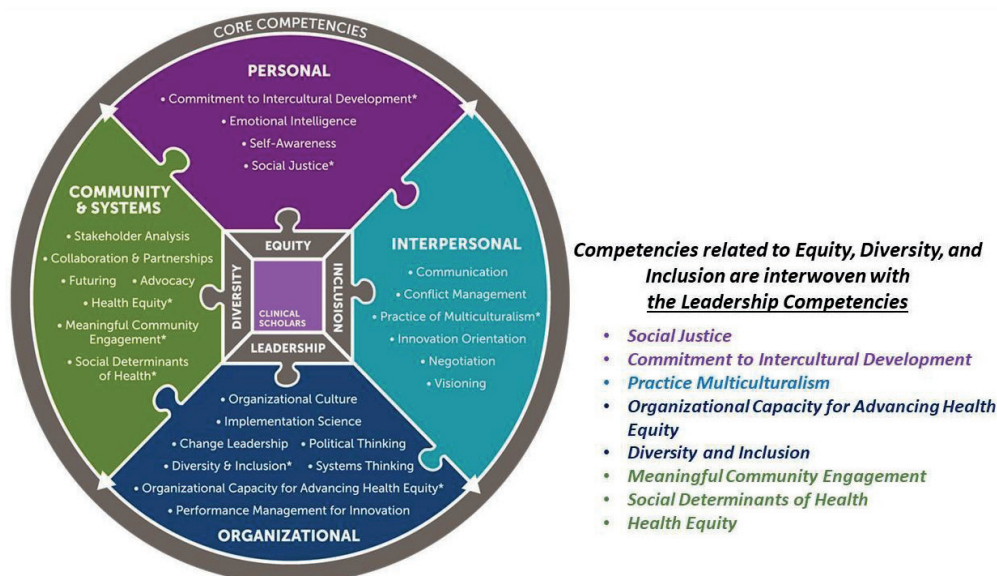 CORE COMPETENCIES
PERSONAL
• Commitment to Intercultural Development*
• Emotional Intelligence
• Self-Awareness
• Social Justice*
COMMUNITY
& SYSTEMS
• Stakeholder Analysis
• Collaboration & Partnerships
• Futuring • Advocacy
• Health Equity*
• Meaningful Community
Engagement*
• Social Determinants
of Health*
EQUITY
DIVERSITY
INCLUSION
CLINICAL
SCHOLARS
LEADERSHIP
INTERPERSONAL
• Communication
• Conflict Management
• Practice of Multiculturalism*
• Innovation Orientation
• Negotiation
• Visioning
• Organizational Culture
• Implementation Science
• Change Leadership • Political Thinking
• Diversity & Inclusion* • Systems Thinking
• Organizational Capacity for Advancing Health Equity*
• Performance Management for Innovation
ORGANIZATIONAL
Competencies related to Equity, Diversity, and
Inclusion are interwoven with
the Leadership Competencies
• Social Justice
• Commitment to Intercultural Development
• Practice Multiculturalism
• Organizational Capacity for Advancing Health
Equity
• Diversity and Inclusion
• Meaningful Community Engagement
• Social Determinants of Health
• Health Equity